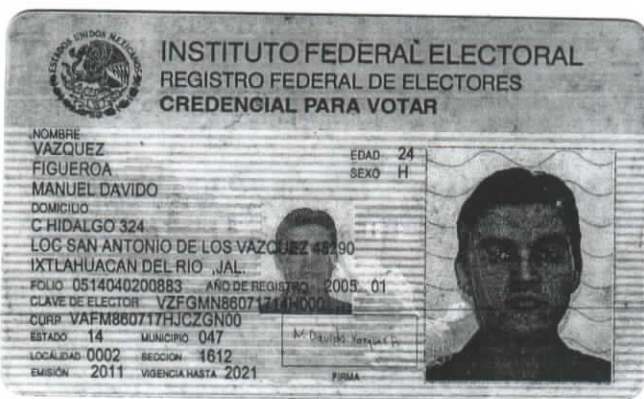 ESTADOS UNIDOS MEXICANOS
INSTITUTO FEDERAL ELECTORAL
REGISTRO FEDERAL DE ELECTORES
CREDENCIAL PARA VOTAR
NOMBRE
VAZQUEZ
FIGUEROA
MANUEL DAVIDO
EDAD 24
SEXO H
DOMICILIO
C HIDALGO 324
LOC SAN ANTONIO DE LOS VAZQUEZ 48290
IXTLAHUACAN DEL RIO ,JAL.
FOLIO 0514040200883 AÑO DE REGISTRO 2005 01
CLAVE DE ELECTOR
CURP VAFM860717HJCZGN00
ESTADO 14 MUNICIPIO 047
LOCALIDAD 0002 SECCION 1612
EMISIÓN 2011 VIGENCIA HASTA 2021
M. Davido Vazquez F.
FIRMA